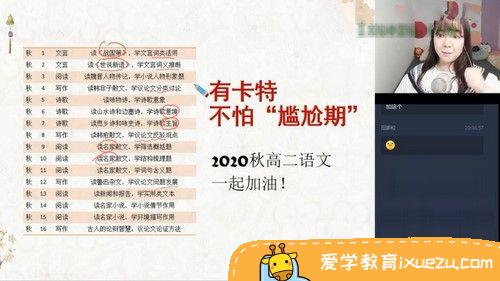 秋 1 文言 读《战国策》，学文言词类活用
秋 2 文言 读《世说新语》，学文言词义推断
秋 3 阅读 读魏晋人物传记，学小说人物形象题
秋 4 写作 读韩非子散文，学议论文分类讨论
秋 5 诗歌 读咏物诗，学诗歌意象
秋 6 诗歌 读山水诗和边塞诗，学诗歌意境
秋 7 诗歌 读思乡诗和咏史诗，学诗歌主旨
秋 8 写作 读韩愈散文，学议论文反驳观点
秋 9 阅读 读名家散文，学筛选概括题
秋 10 阅读 读名家散文，学结构梳理题
秋 11 阅读 读名家散文，学词句含义题
秋 12 写作 读鲁迅杂文，学议论文问题发展
秋 13 阅读 读新闻和报告，学实用类文本
秋 14 阅读 读名家小说，学小说情节作用
秋 15 阅读 读名家小说，学环境描写作用
秋 16 写作 古人的论辩智慧，议论文论证方法
有卡特
不怕“尴尬期”
2020秋高二语文
一起加油！
加这个
爱学教育ixuezu.com